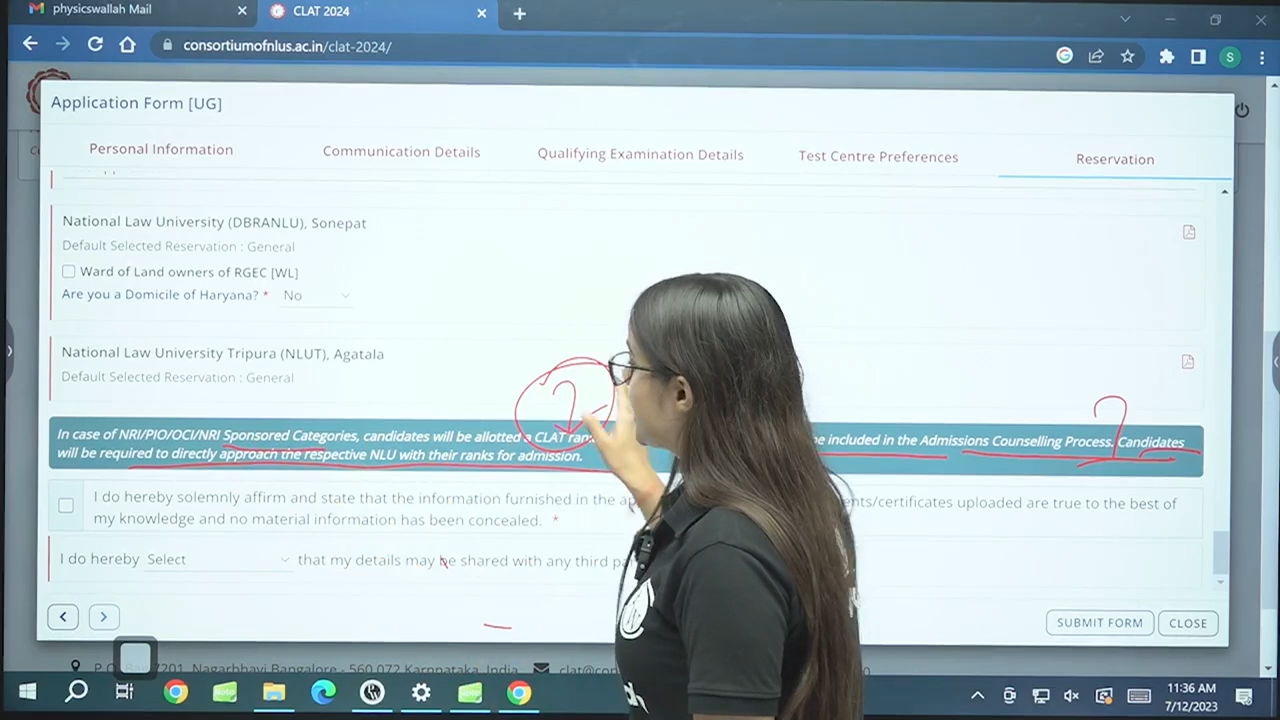 physicswallah Mail
CLAT 2024
consortiumofnlus.ac.in/clat-2024/
S
Application Form [UG]
Personal Information
Communication Details
Qualifying Examination Details
Test Centre Preferences
Reservation
National Law University (DBRANLU), Sonepat
Default Selected Reservation : General
Ward of Land owners of RGEC [WL]
Are you a Domicile of Haryana? * No
National Law University Tripura (NLUT), Agatala
Default Selected Reservation : General
2
In case of NRI/PIO/OCI/NRI Sponsored Categories, candidates will be allotted a CLAT included in the Admissions Counselling Process. Candidates
will be required to directly approach the respective NLU with their ranks for admission.
I do hereby solemnly affirm and state that the information furnished in the uploaded are true to the best of
my knowledge and no material information has been concealed. *
I do hereby Select that my details may be shared with any third
< >
SUBMIT FORM
CLOSE
India
11:36 AM
7/12/2023